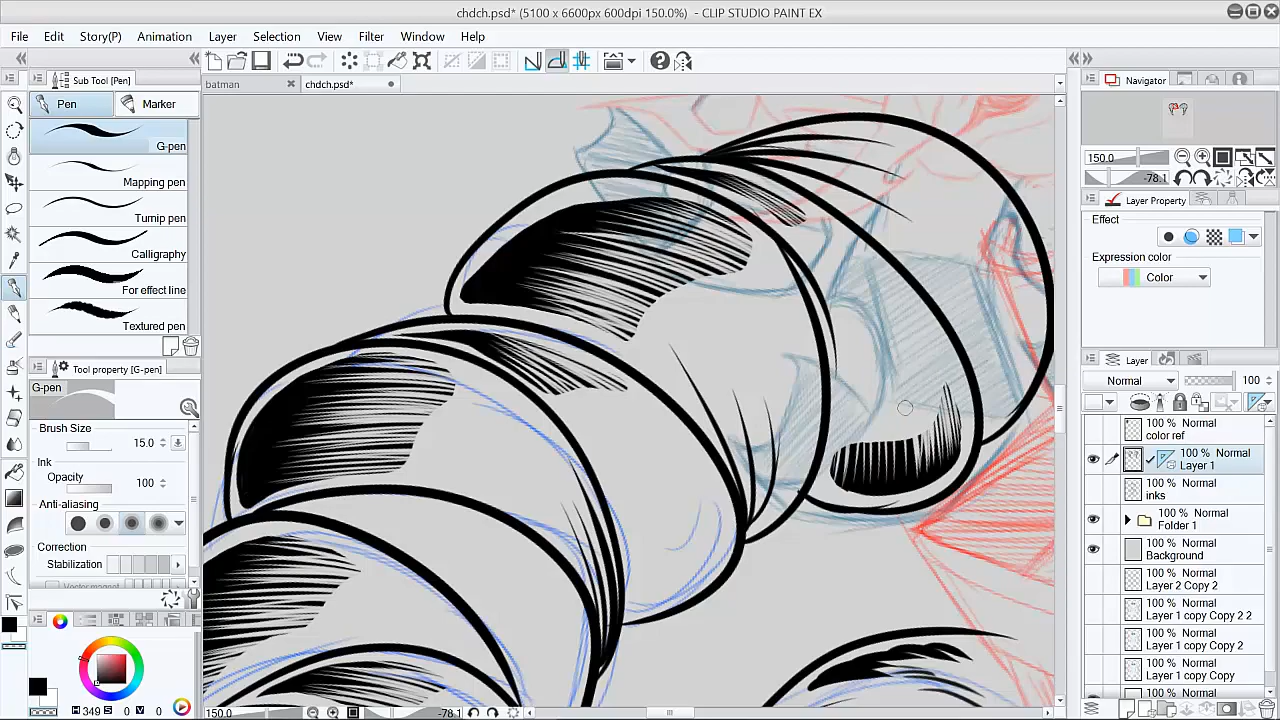 chdch.psd* (5100 x 6600px 600dpi 150.0%) - CLIP STUDIO PAINT EX
File Edit Story(P) Animation Layer Selection View Filter Window Help
Sub Tool [Pen]
batman
chdch.psd*
Navigator
Pen
Marker
G-pen
Mapping pen
Turnip pen
Calligraphy
For effect line
Textured pen
150.0
-78.1
Layer Property
Effect
Expression color
Color
Tool property [G-pen]
G-pen
Brush Size
15.0
Ink
Opacity
100
Anti-aliasing
Correction
Stabilization
Vector magnet
349 S 0 V 0
150.0
-78.1
Layer
Normal
100
100 % Normal
color ref
100 % Normal
Layer 1
100 % Normal
inks
100 % Normal
Folder 1
100 % Normal
Background
100 % Normal
Layer 2 Copy 2
100 % Normal
Layer 1 copy Copy 2 2
100 % Normal
Layer 1 copy Copy 2
100 % Normal
Layer 1 copy Copy
100 % Normal